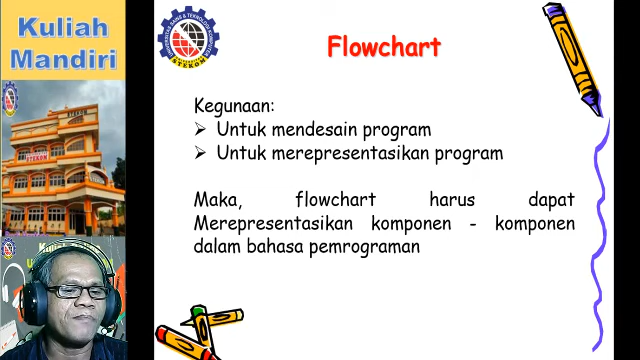 Kuliah
Mandiri
Flowchart
STEKOM
Kegunaan:
➢ Untuk mendesain program
➢ Untuk merepresentasikan program
STEKOM
Maka, flowchart harus dapat
Merepresentasikan komponen - komponen
dalam bahasa pemrograman